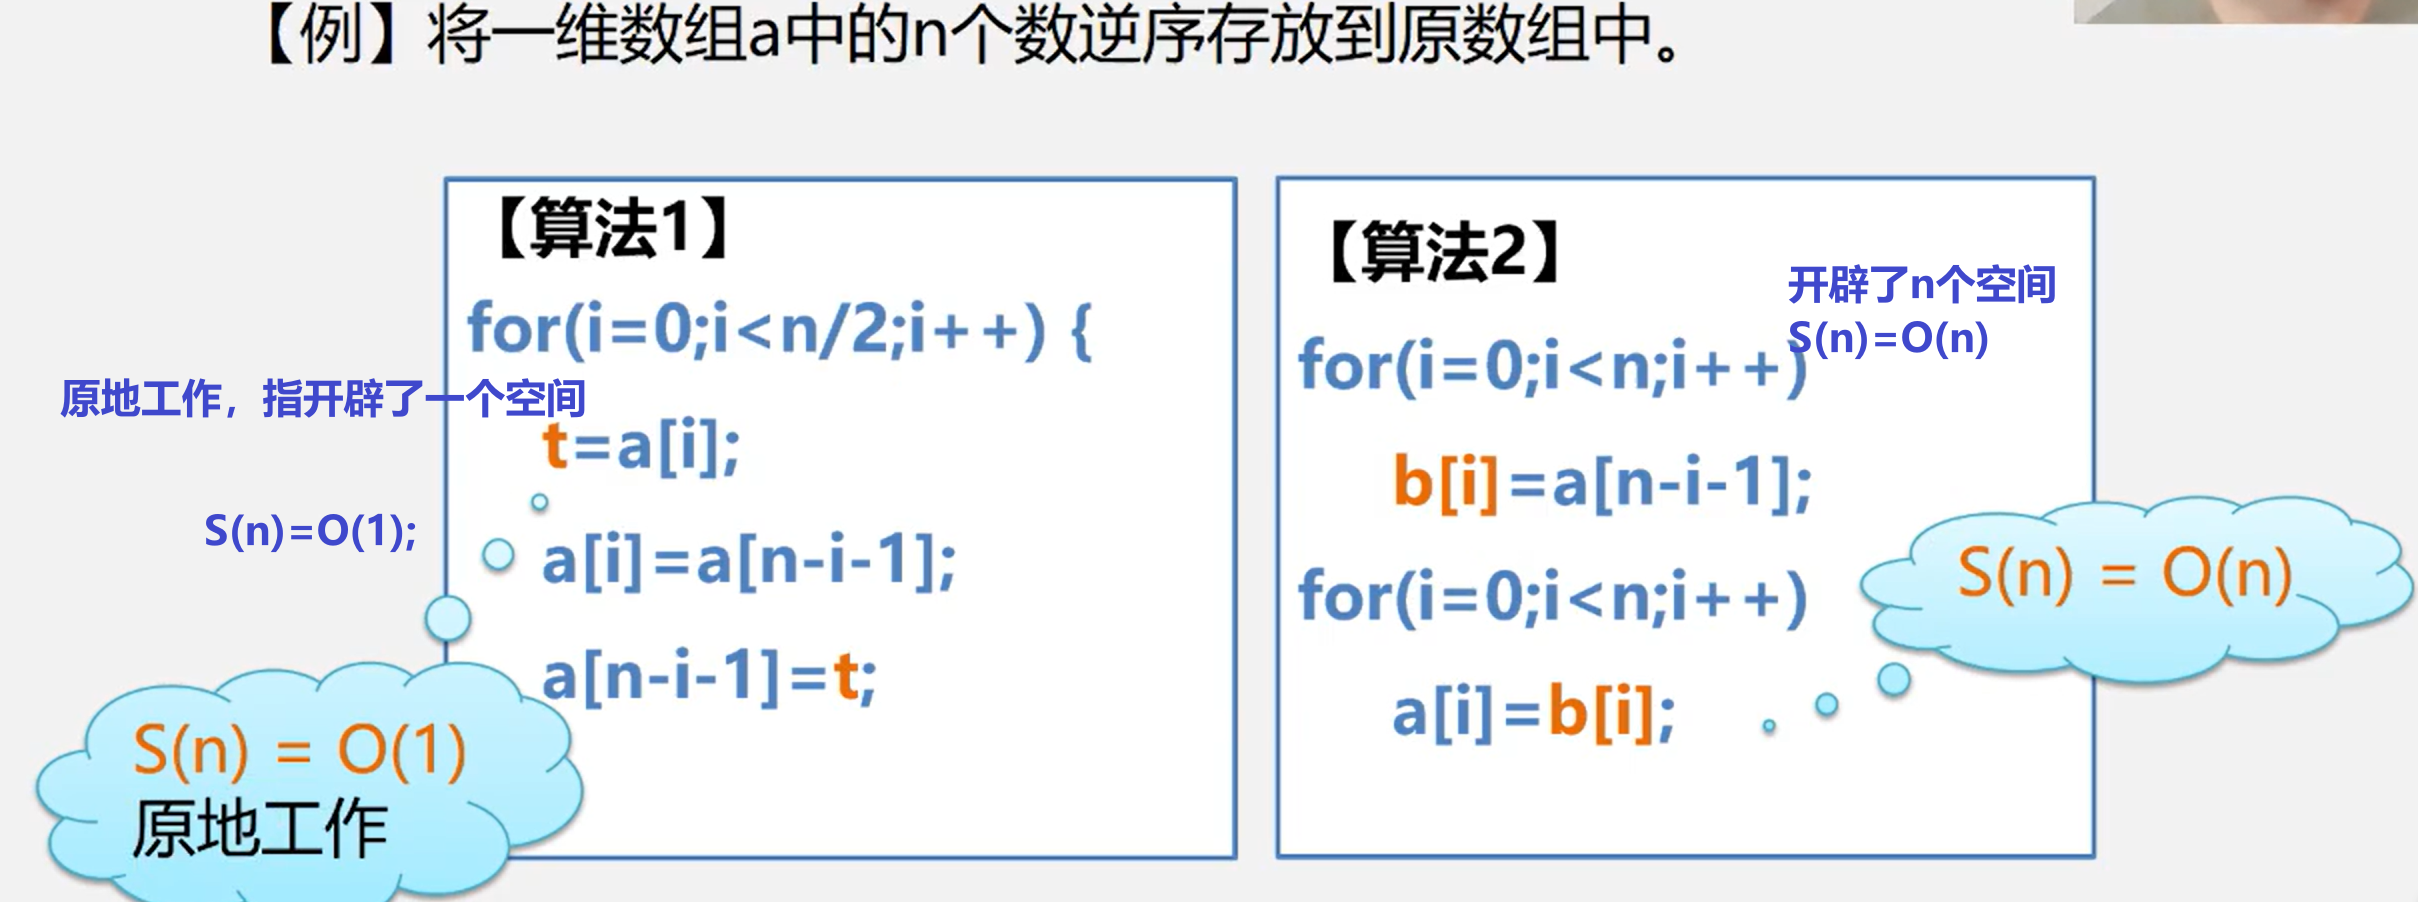 【例】将一维数组a中的n个数逆序存放到原数组中。
【算法1】
for(i=0;i<n/2;i++) {
原地工作，指开辟了一个空间
t=a[i];
S(n)=O(1);
a[i]=a[n-i-1];
a[n-i-1]=t;
S(n) = O(1)
原地工作
【算法2】
开辟了n个空间
S(n)=O(n)
for(i=0;i<n;i++)
b[i]=a[n-i-1];
for(i=0;i<n;i++)
a[i]=b[i];
S(n) = O(n)